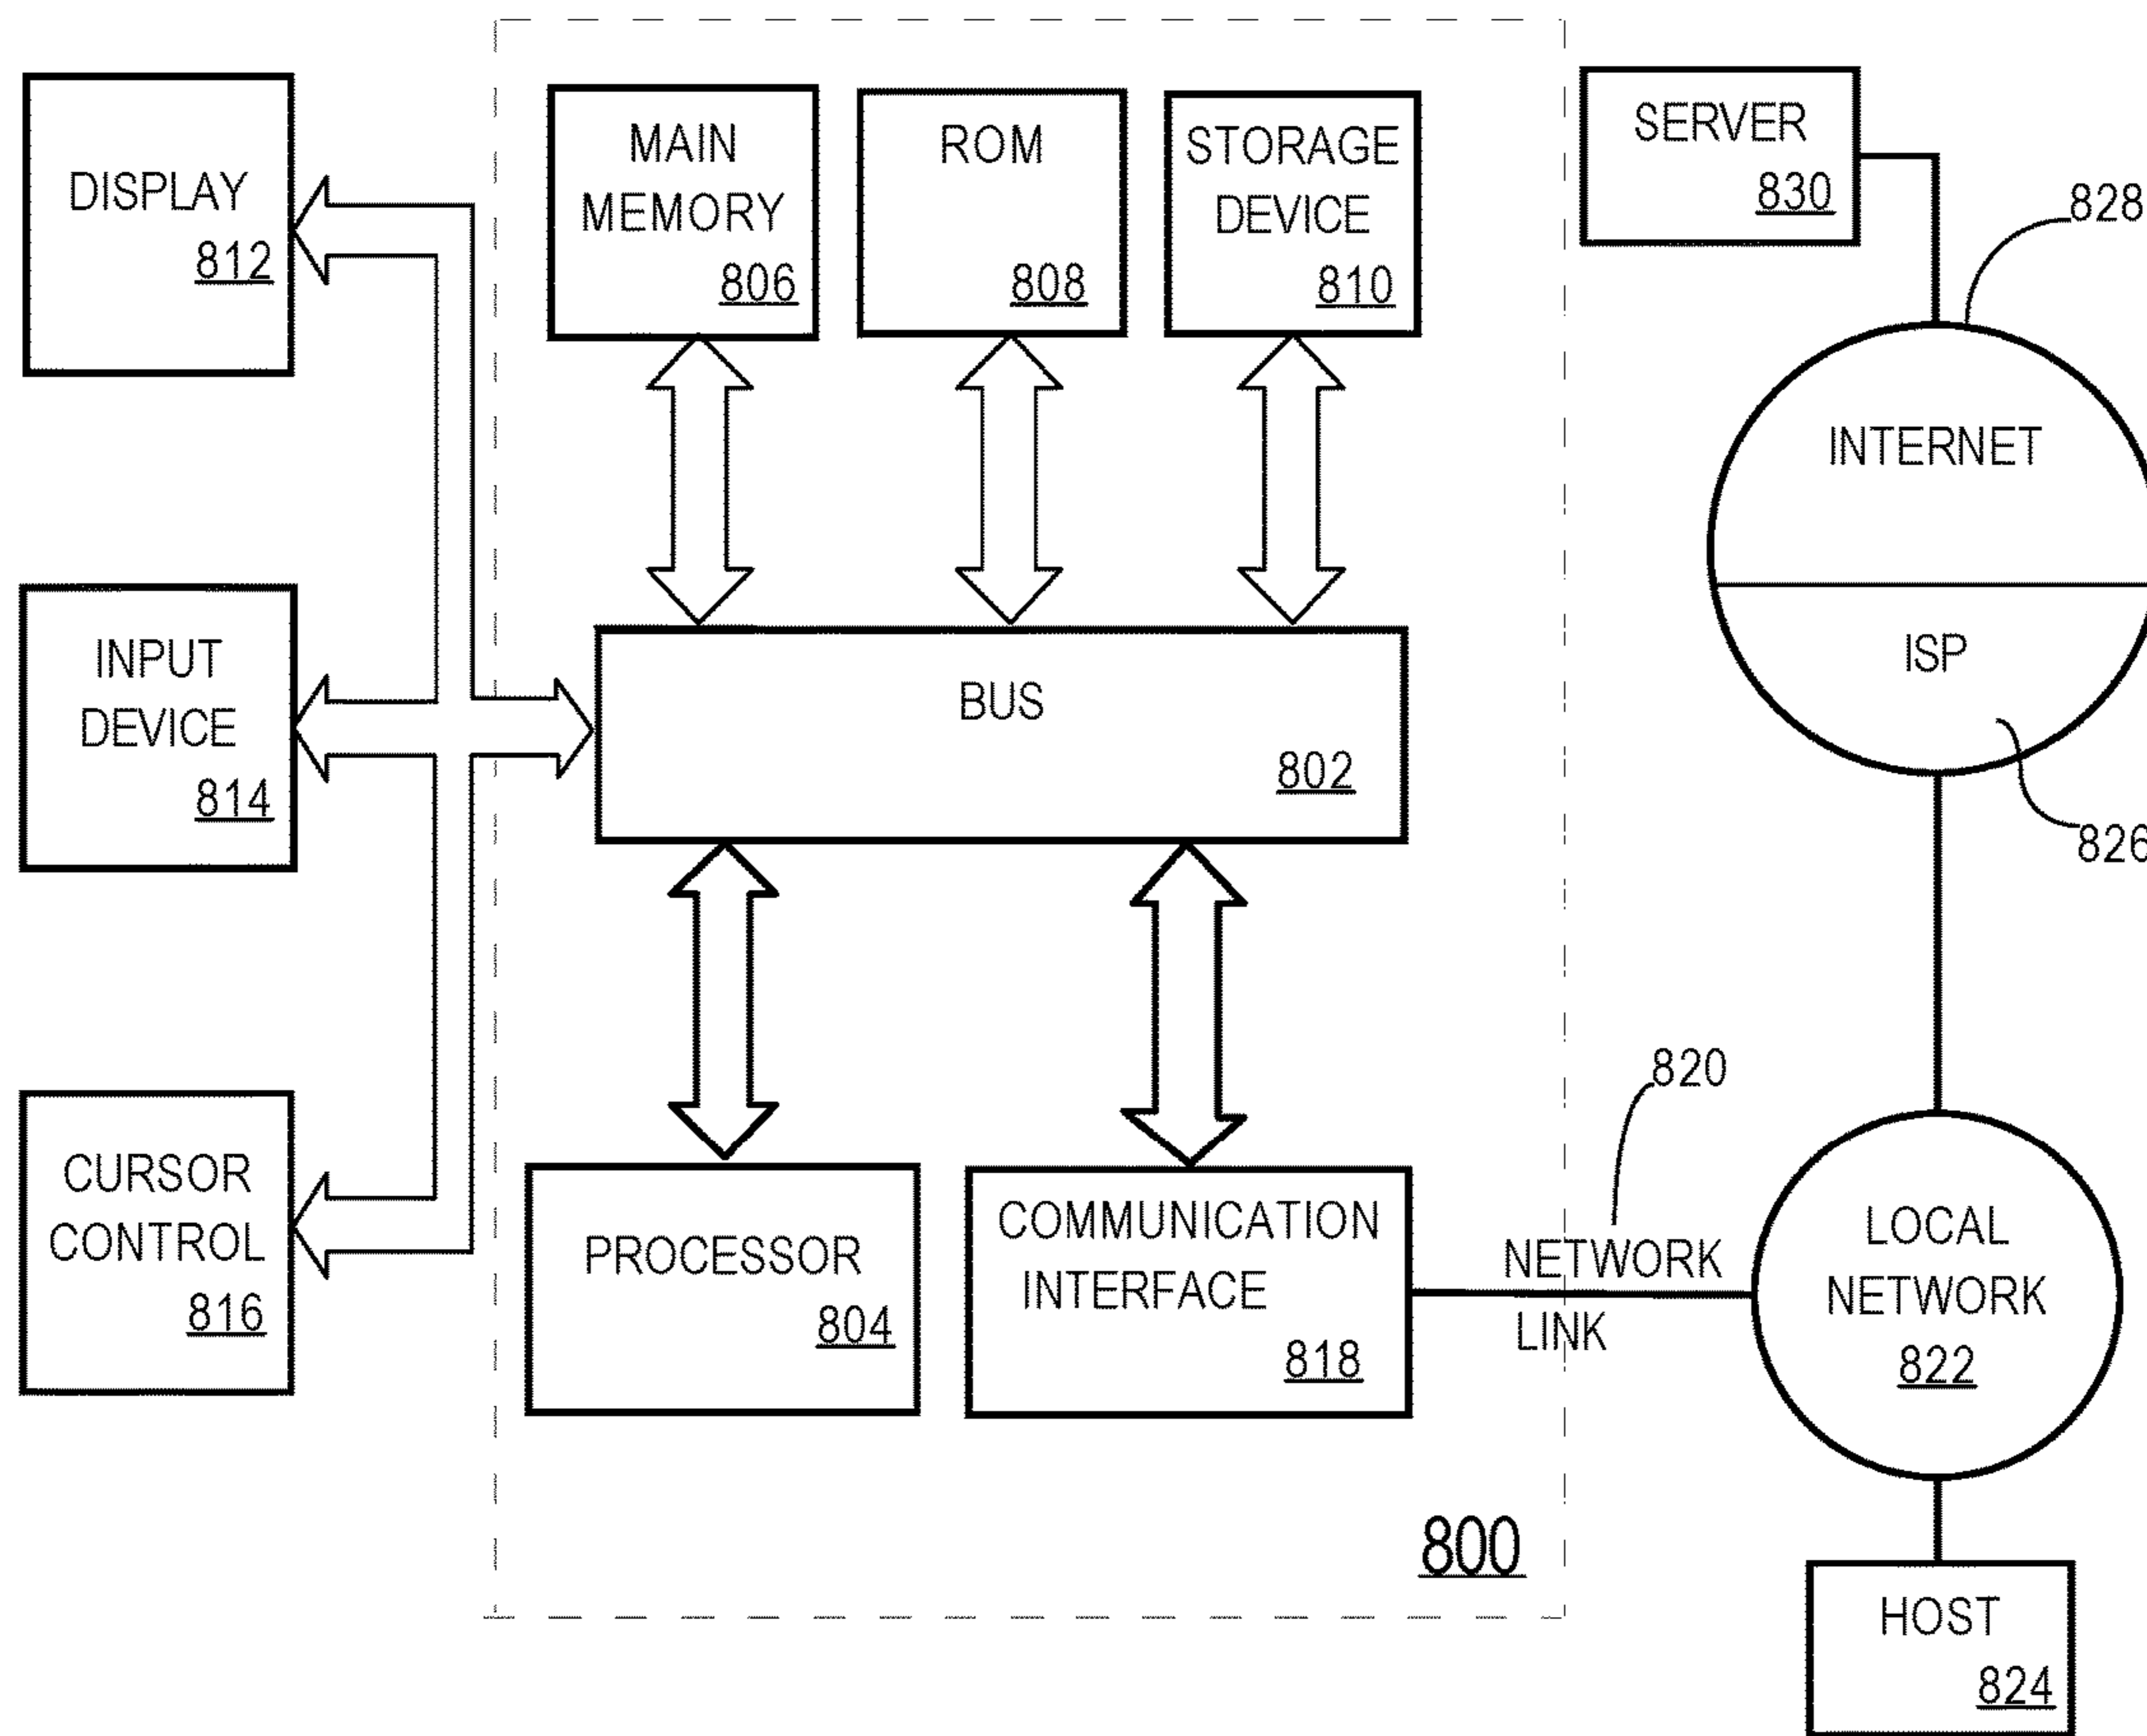 DISPLAY
812
INPUT
DEVICE
814
CURSOR
CONTROL
816
MAIN
MEMORY
806
ROM
808
STORAGE
DEVICE
810
BUS
802
PROCESSOR
804
COMMUNICATION
INTERFACE
818
800
SERVER
830
828
INTERNET
ISP
826
820
NETWORK
LINK
LOCAL
NETWORK
822
HOST
824